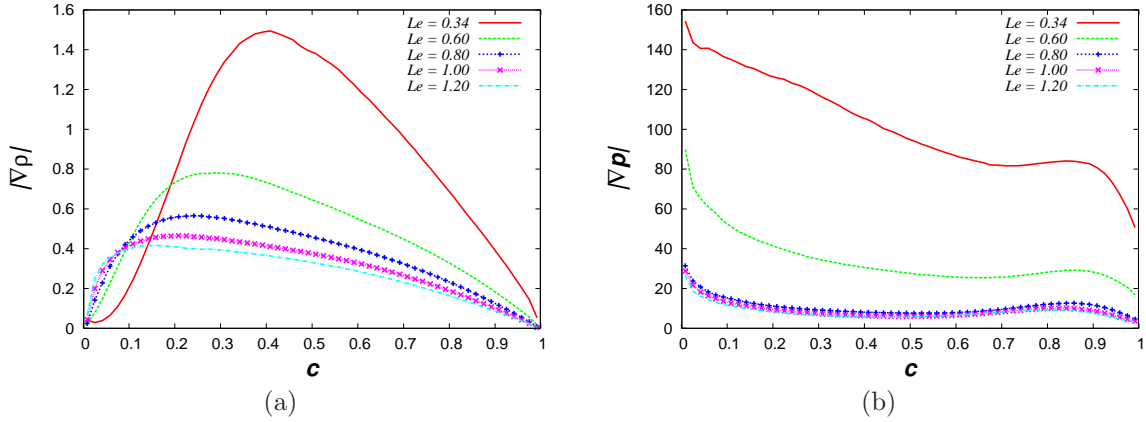 |∇ρ|
1.6
1.4
1.2
1
0.8
0.6
0.4
0.2
0
Le = 0.34
Le = 0.60
Le = 0.80
Le = 1.00
Le = 1.20
0 0.1 0.2 0.3 0.4 0.5 0.6 0.7 0.8 0.9 1
c
(a)
|∇p|
160
140
120
100
80
60
40
20
0
Le = 0.34
Le = 0.60
Le = 0.80
Le = 1.00
Le = 1.20
0 0.1 0.2 0.3 0.4 0.5 0.6 0.7 0.8 0.9 1
c
(b)